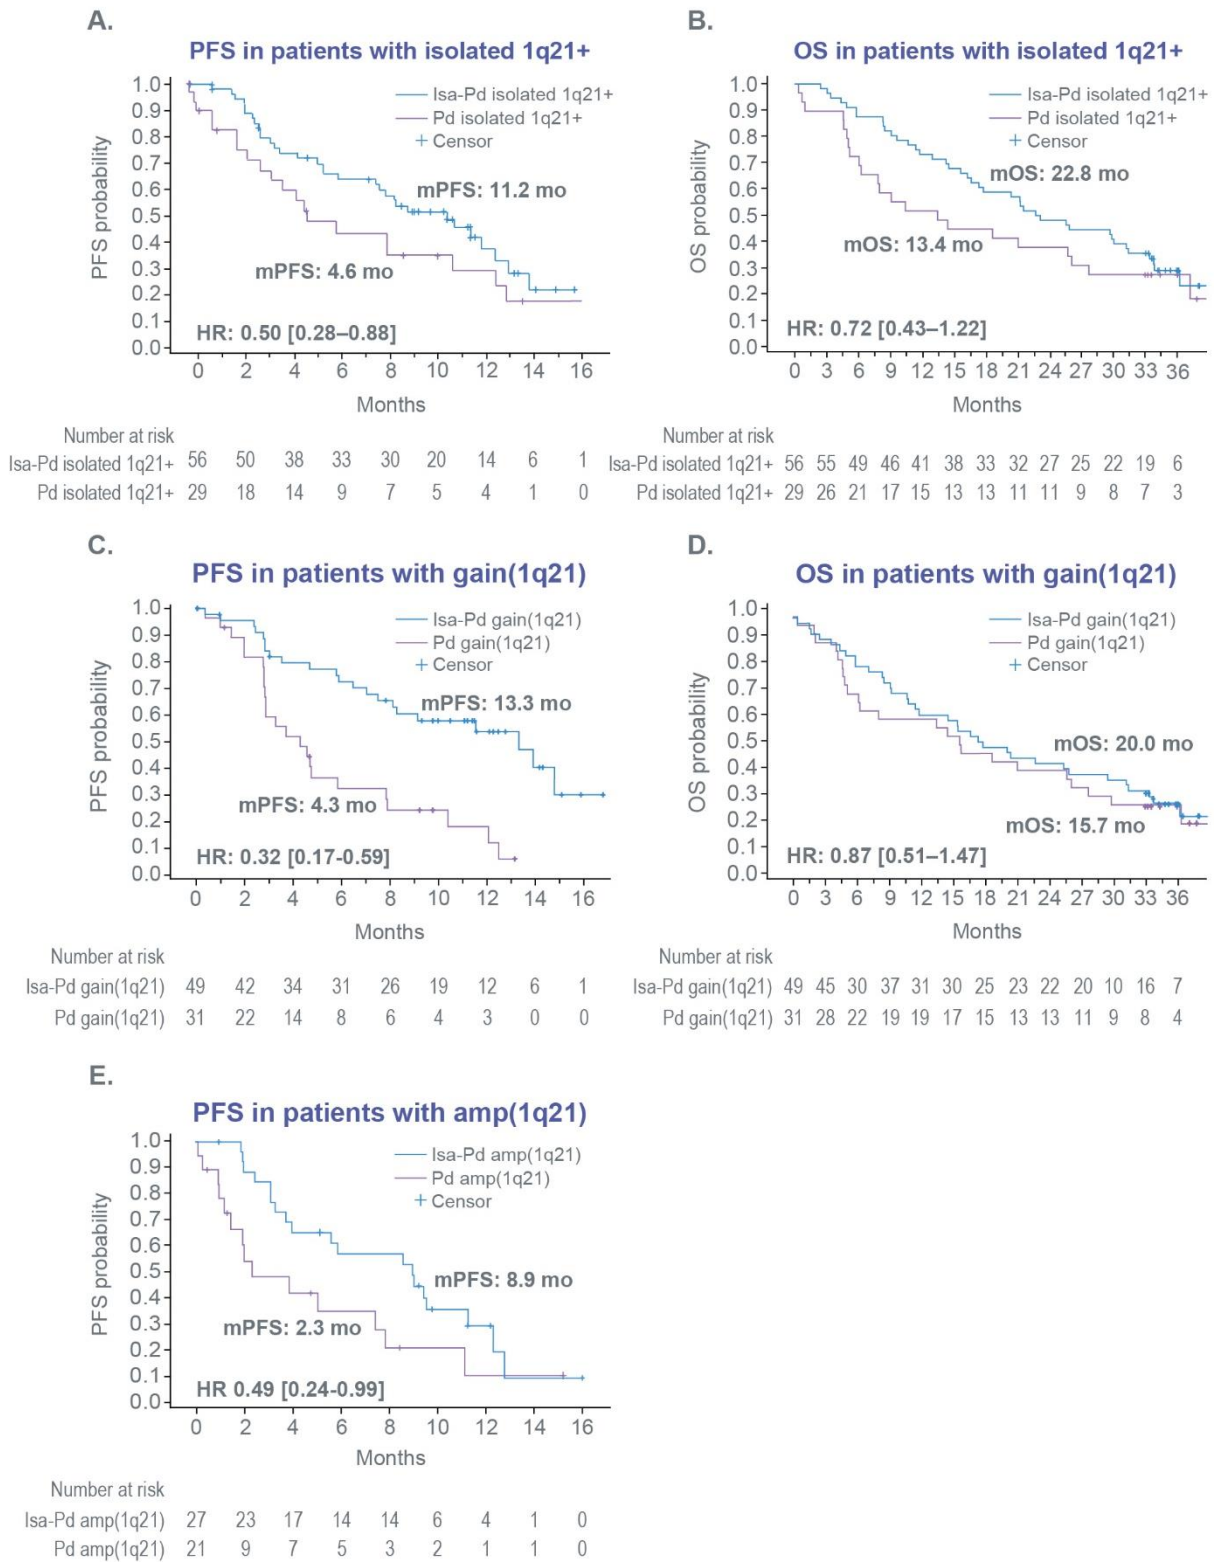 A.
PFS in patients with isolated 1q21+
PFS probability
1.0
0.9
0.8
0.7
0.6
0.5
0.4
0.3
0.2
0.1
0.0
Isa-Pd isolated 1q21+
Pd isolated 1q21+
Censor
mPFS: 11.2 mo
mPFS: 4.6 mo
HR: 0.50 [0.28–0.88]
0 2 4 6 8 10 12 14 16
Months
Number at risk
Isa-Pd isolated 1q21+ 56 50 38 33 30 20 14 6 1
Pd isolated 1q21+ 29 18 14 9 7 5 4 1 0
B.
OS in patients with isolated 1q21+
OS probability
1.0
0.9
0.8
0.7
0.6
0.5
0.4
0.3
0.2
0.1
0.0
Isa-Pd isolated 1q21+
Pd isolated 1q21+
Censor
mOS: 22.8 mo
mOS: 13.4 mo
HR: 0.72 [0.43–1.22]
0 3 6 9 12 15 18 21 24 27 30 33 36
Months
Number at risk
Isa-Pd isolated 1q21+ 56 55 49 46 41 38 33 32 27 25 22 19 6
Pd isolated 1q21+ 29 26 21 17 15 13 13 11 11 9 8 7 3
C.
PFS in patients with gain(1q21)
PFS probability
1.0
0.9
0.8
0.7
0.6
0.5
0.4
0.3
0.2
0.1
0.0
Isa-Pd gain(1q21)
Pd gain(1q21)
Censor
mPFS: 13.3 mo
mPFS: 4.3 mo
HR: 0.32 [0.17-0.59]
0 2 4 6 8 10 12 14 16
Months
Number at risk
Isa-Pd gain(1q21) 49 42 34 31 26 19 12 6 1
Pd gain(1q21) 31 22 14 8 6 4 3 0 0
D.
OS in patients with gain(1q21)
OS probability
1.0
0.9
0.8
0.7
0.6
0.5
0.4
0.3
0.2
0.1
0.0
Isa-Pd gain(1q21)
Pd gain(1q21)
Censor
mOS: 20.0 mo
mOS: 15.7 mo
HR: 0.87 [0.51–1.47]
0 3 6 9 12 15 18 21 24 27 30 33 36
Months
Number at risk
Isa-Pd gain(1q21) 49 45 30 37 31 30 25 23 22 20 10 16 7
Pd gain(1q21) 31 28 22 19 19 17 15 13 13 11 9 8 4
E.
PFS in patients with amp(1q21)
PFS probability
1.0
0.9
0.8
0.7
0.6
0.5
0.4
0.3
0.2
0.1
0.0
Isa-Pd amp(1q21)
Pd amp(1q21)
Censor
mPFS: 8.9 mo
mPFS: 2.3 mo
HR 0.49 [0.24-0.99]
0 2 4 6 8 10 12 14 16
Months
Number at risk
Isa-Pd amp(1q21) 27 23 17 14 14 6 4 1 0
Pd amp(1q21) 21 9 7 5 3 2 1 1 0